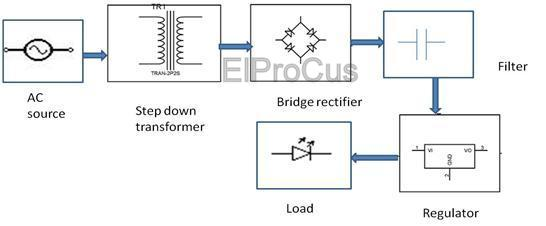 TR1
TRAN-2P2S
ElProCus
AC
source
Step down
transformer
Bridge rectifier
Filter
1
VI
VO
3
GND
2
Load
Regulator